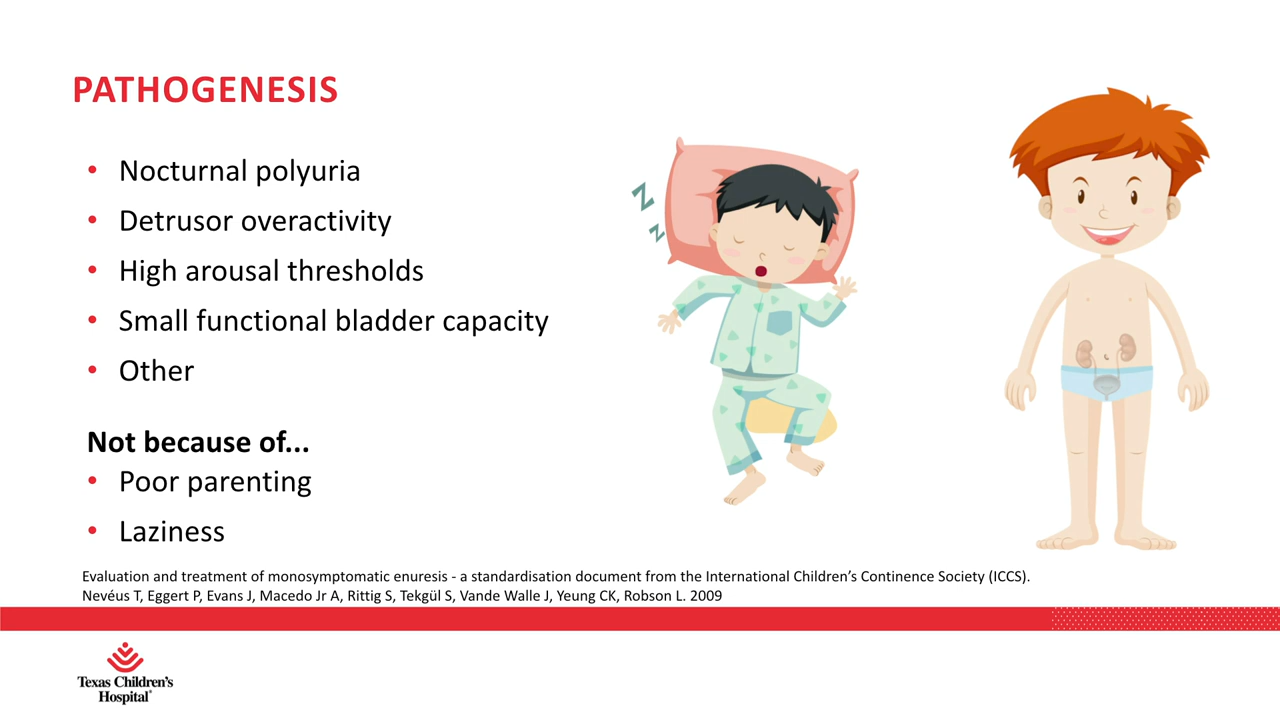 PATHOGENESIS
• Nocturnal polyuria
• Detrusor overactivity
• High arousal thresholds
• Small functional bladder capacity
• Other
Not because of...
• Poor parenting
• Laziness
Z
Z
Evaluation and treatment of monosymptomatic enuresis - a standardisation document from the International Children’s Continence Society (ICCS).
Nevéus T, Eggert P, Evans J, Macedo Jr A, Rittig S, Tekgül S, Vande Walle J, Yeung CK, Robson L. 2009
Texas Children's
Hospital®